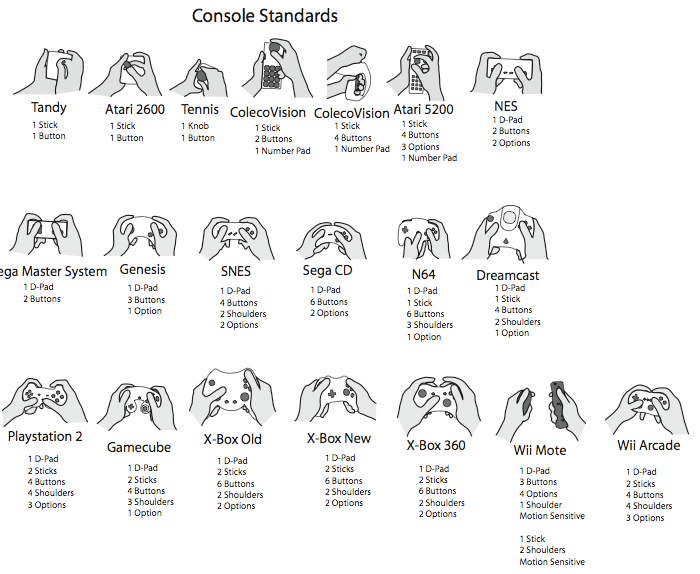 Console Standards
Tandy
1 Stick
1 Button
Atari 2600
1 Stick
1 Button
Tennis
1 Knob
1 Button
ColecoVision
1 Stick
2 Buttons
1 Number Pad
ColecoVision
1 Stick
4 Buttons
1 Number Pad
Atari 5200
1 Stick
4 Buttons
3 Options
1 Number Pad
NES
1 D-Pad
2 Buttons
2 Options
ega Master System
1 D-Pad
2 Buttons
Genesis
1 D-Pad
3 Buttons
1 Option
SNES
1 D-Pad
4 Buttons
2 Shoulders
2 Options
Sega CD
1 D-Pad
6 Buttons
2 Options
N64
1 D-Pad
1 Stick
6 Buttons
3 Shoulders
1 Option
Dreamcast
1 D-Pad
1 Stick
4 Buttons
2 Shoulders
1 Option
Playstation 2
1 D-Pad
2 Sticks
4 Buttons
4 Shoulders
3 Options
Gamecube
1 D-Pad
2 Sticks
4 Buttons
3 Shoulders
1 Option
X-Box Old
1 D-Pad
2 Sticks
6 Buttons
2 Shoulders
2 Options
X-Box New
1 D-Pad
2 Sticks
6 Buttons
2 Shoulders
2 Options
X-Box 360
1 D-Pad
2 Sticks
6 Buttons
2 Shoulders
2 Options
Wii Mote
1 D-Pad
3 Buttons
4 Options
1 Shoulder
Motion Sensitive
1 Stick
2 Shoulders
Motion Sensitive
Wii Arcade
1 D-Pad
2 Sticks
4 Buttons
4 Shoulders
3 Options